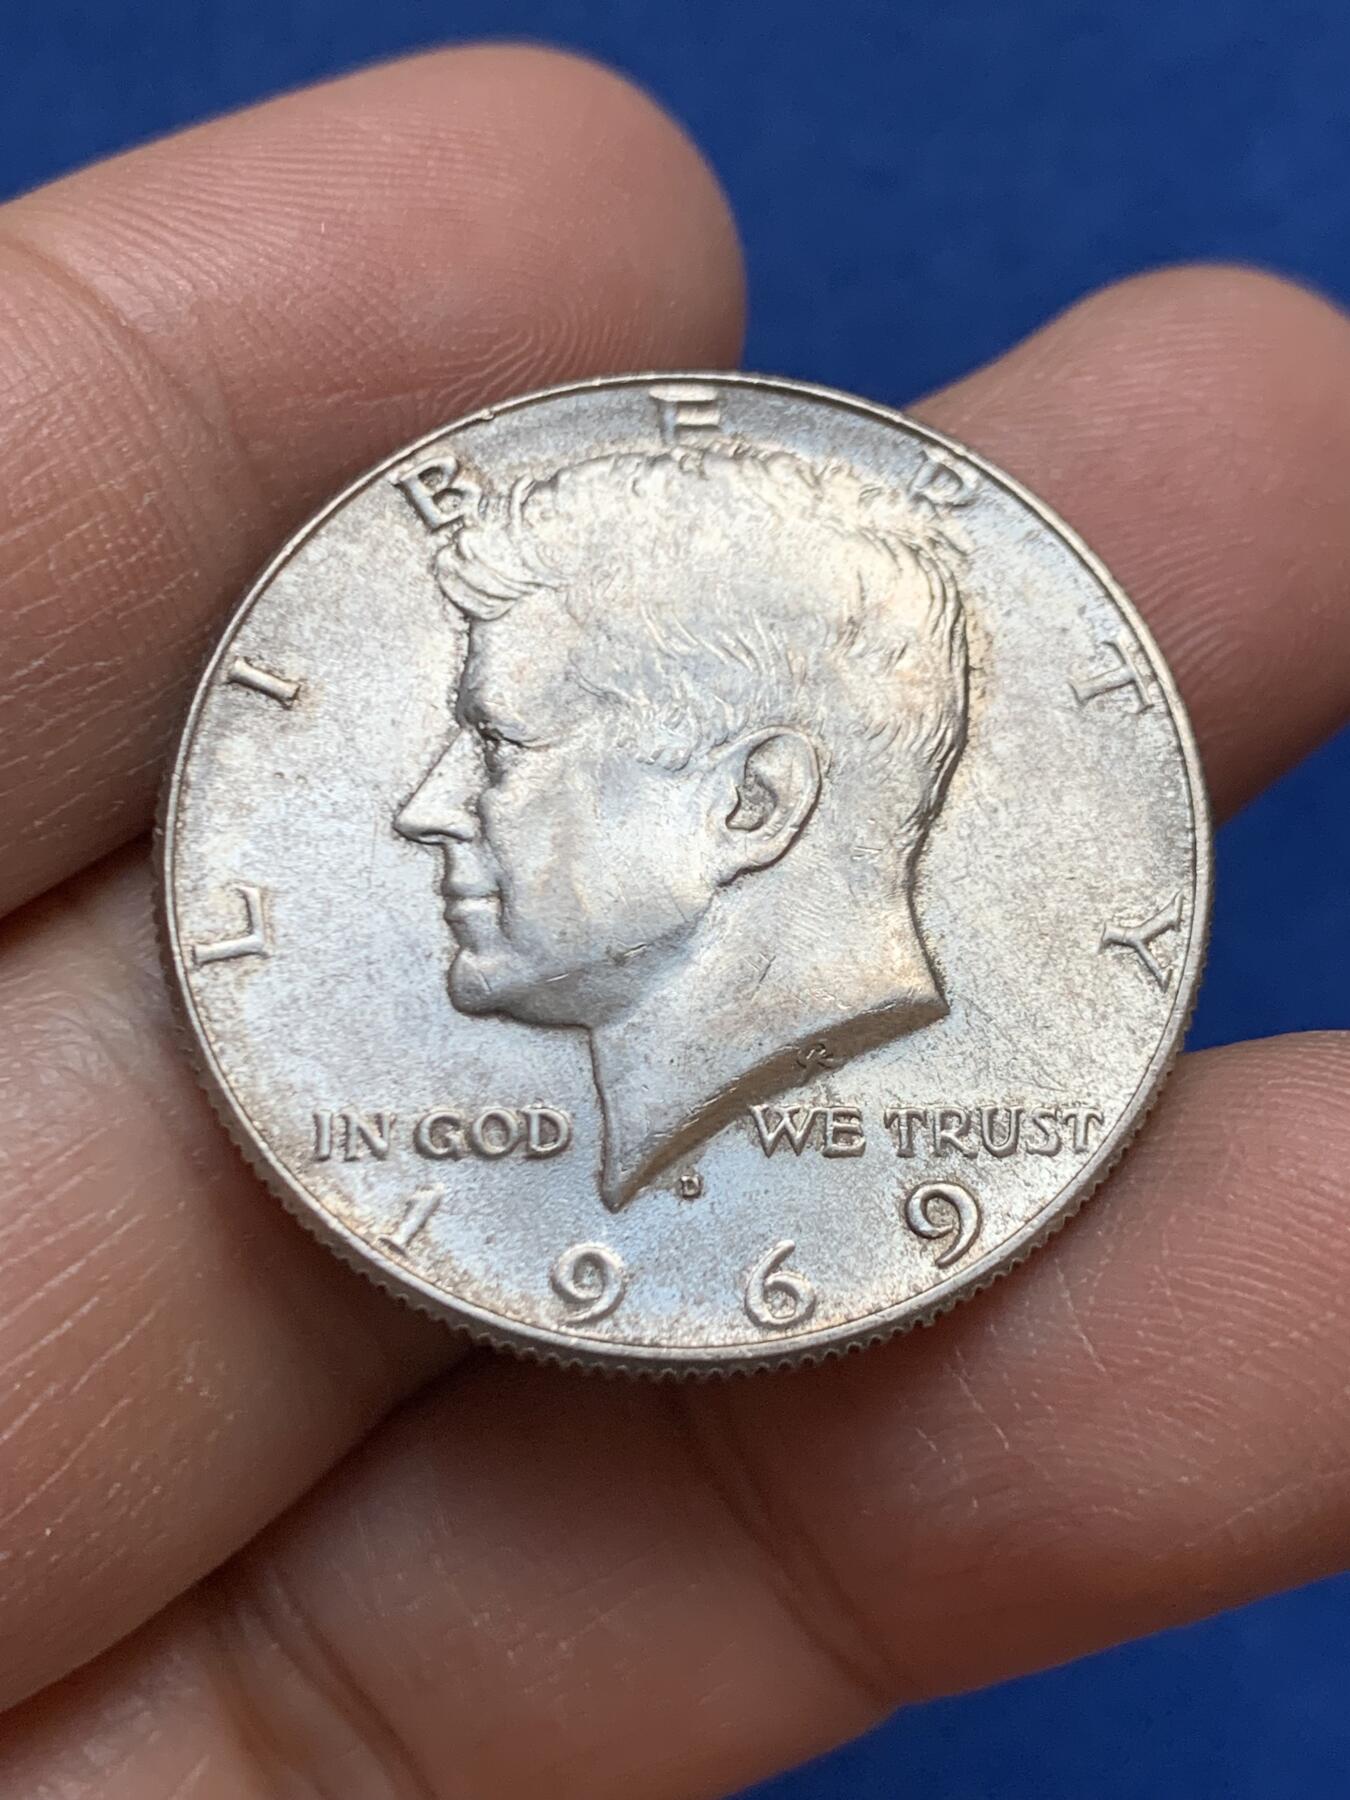 LIBERTY
IN GOD WE TRUST
D
1969